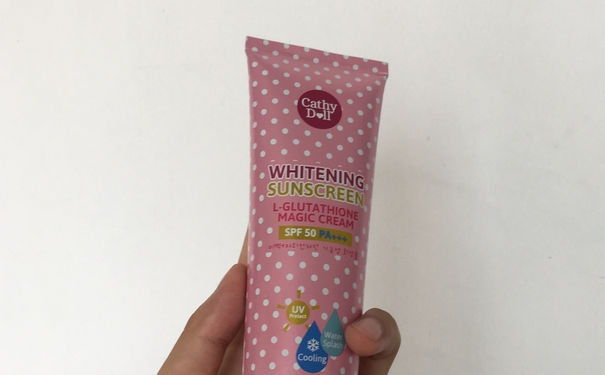 Cathy
Doll
WHITENING
SUNSCREEN
L-GLUTATHIONE
MAGIC CREAM
SPF 50 PA+++
UV
Protect
Water
Splash
Cooling